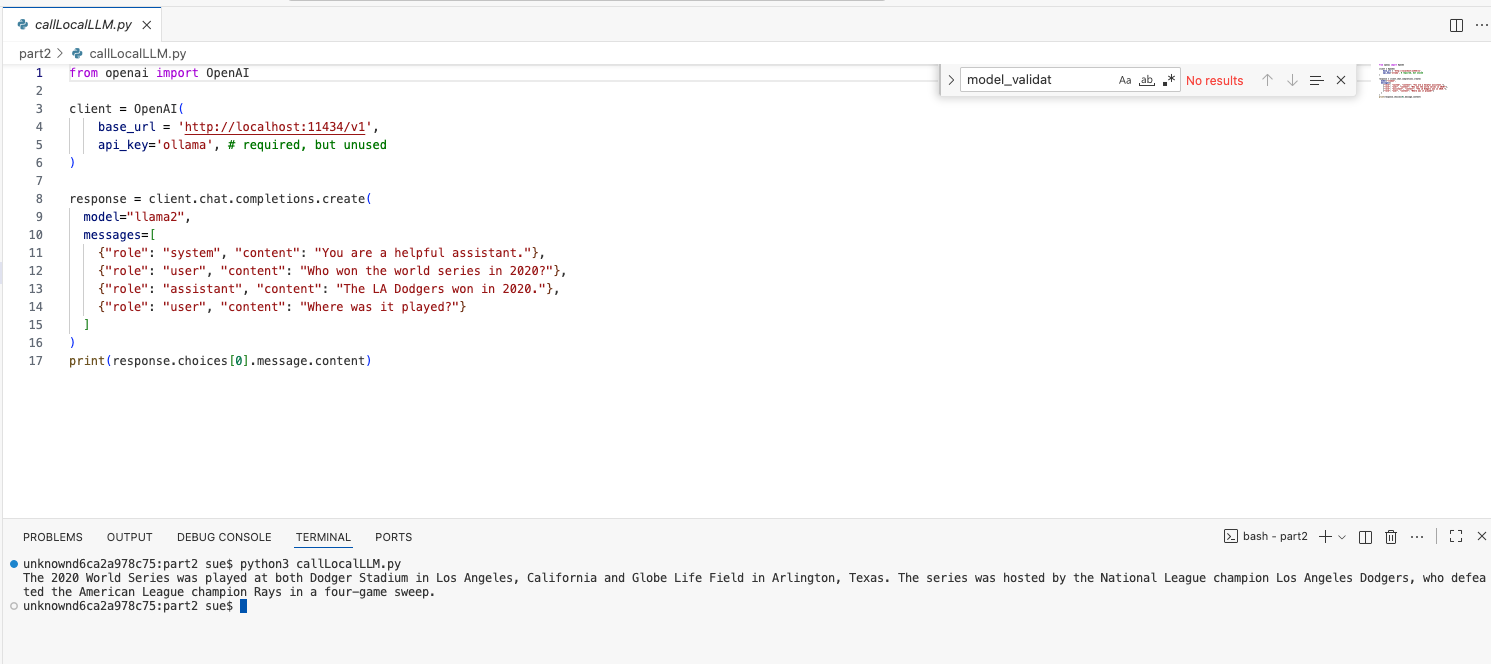 callLocalLLM.py
part2 > callLocalLLM.py
model_validat Aa ab .* No results
1 from openai import OpenAI
2
3 client = OpenAI(
4 base_url = 'http://localhost:11434/v1',
5 api_key='ollama', # required, but unused
6 )
7
8 response = client.chat.completions.create(
9 model="llama2",
10 messages=[
11 {"role": "system", "content": "You are a helpful assistant."},
12 {"role": "user", "content": "Who won the world series in 2020?"},
13 {"role": "assistant", "content": "The LA Dodgers won in 2020."},
14 {"role": "user", "content": "Where was it played?"}
15 ]
16 )
17 print(response.choices[0].message.content)
PROBLEMS OUTPUT DEBUG CONSOLE TERMINAL PORTS bash - part2
unknownd6ca2a978c75:part2 sue$ python3 callLocalLLM.py
The 2020 World Series was played at both Dodger Stadium in Los Angeles, California and Globe Life Field in Arlington, Texas. The series was hosted by the National League champion Los Angeles Dodgers, who defea
ted the American League champion Rays in a four-game sweep.
unknownd6ca2a978c75:part2 sue$